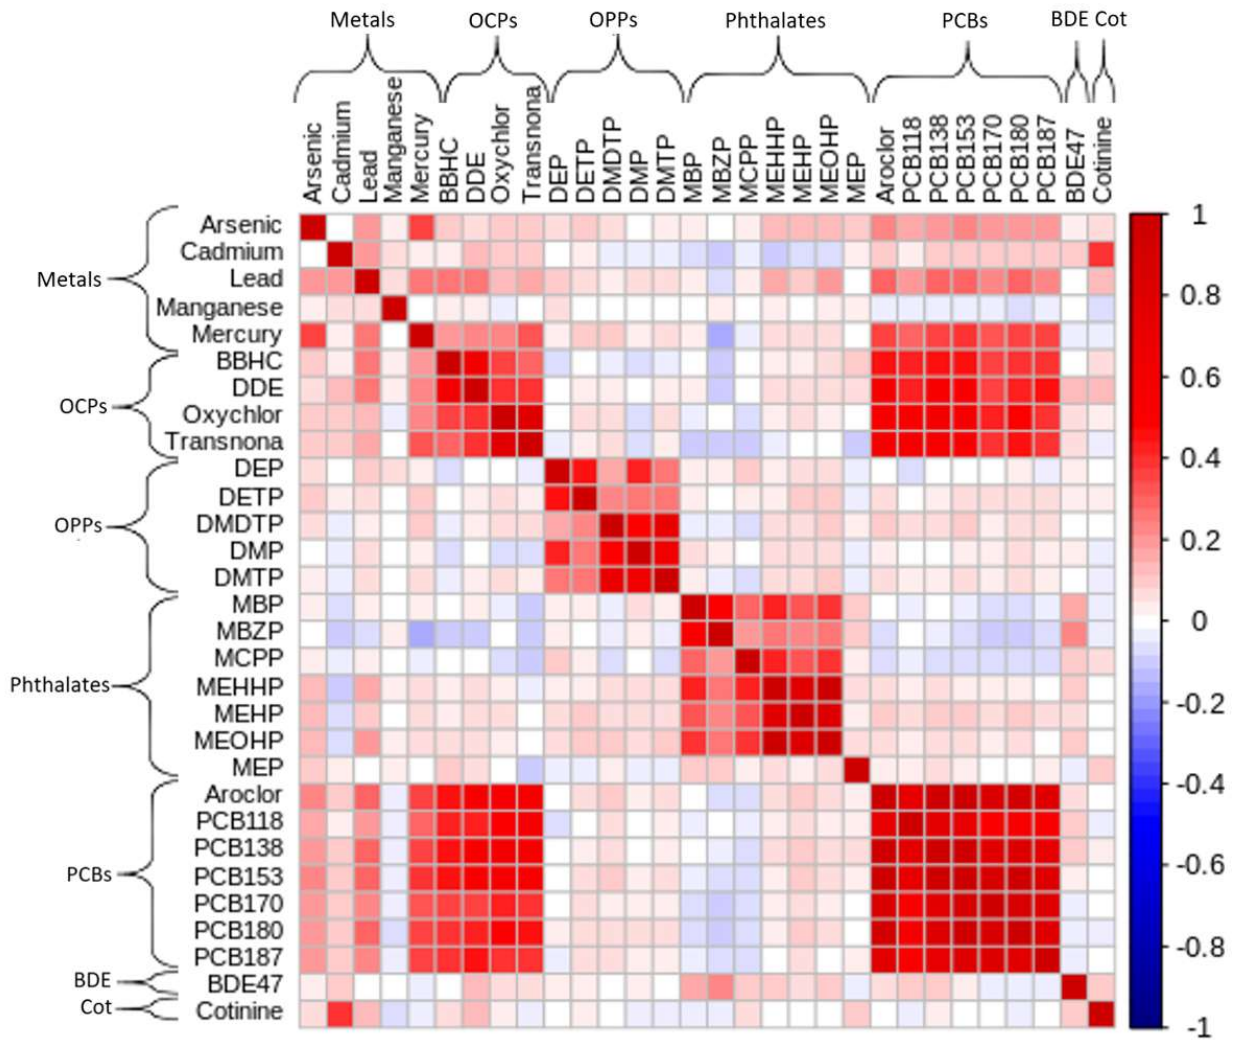 Metals OCPs OPPs Phthalates PCBs BDE Cot
Arsenic
Cadmium
Lead
Manganese
Mercury
BBHC
DDE
Oxychlor
Transnona
DEP
DETP
DMDTP
DMP
DMTP
MBP
MBZP
MCPP
MEHHP
MEHP
MEOHP
MEP
Aroclor
PCB118
PCB138
PCB153
PCB170
PCB180
PCB187
BDE47
Cotinine
Metals
OCPs
OPPs
Phthalates
PCBs
BDE
Cot
Arsenic
Cadmium
Lead
Manganese
Mercury
BBHC
DDE
Oxychlor
Transnona
DEP
DETP
DMDTP
DMP
DMTP
MBP
MBZP
MCPP
MEHHP
MEHP
MEOHP
MEP
Aroclor
PCB118
PCB138
PCB153
PCB170
PCB180
PCB187
BDE47
Cotinine
1
0.8
0.6
0.4
0.2
0
-0.2
-0.4
-0.6
-0.8
-1